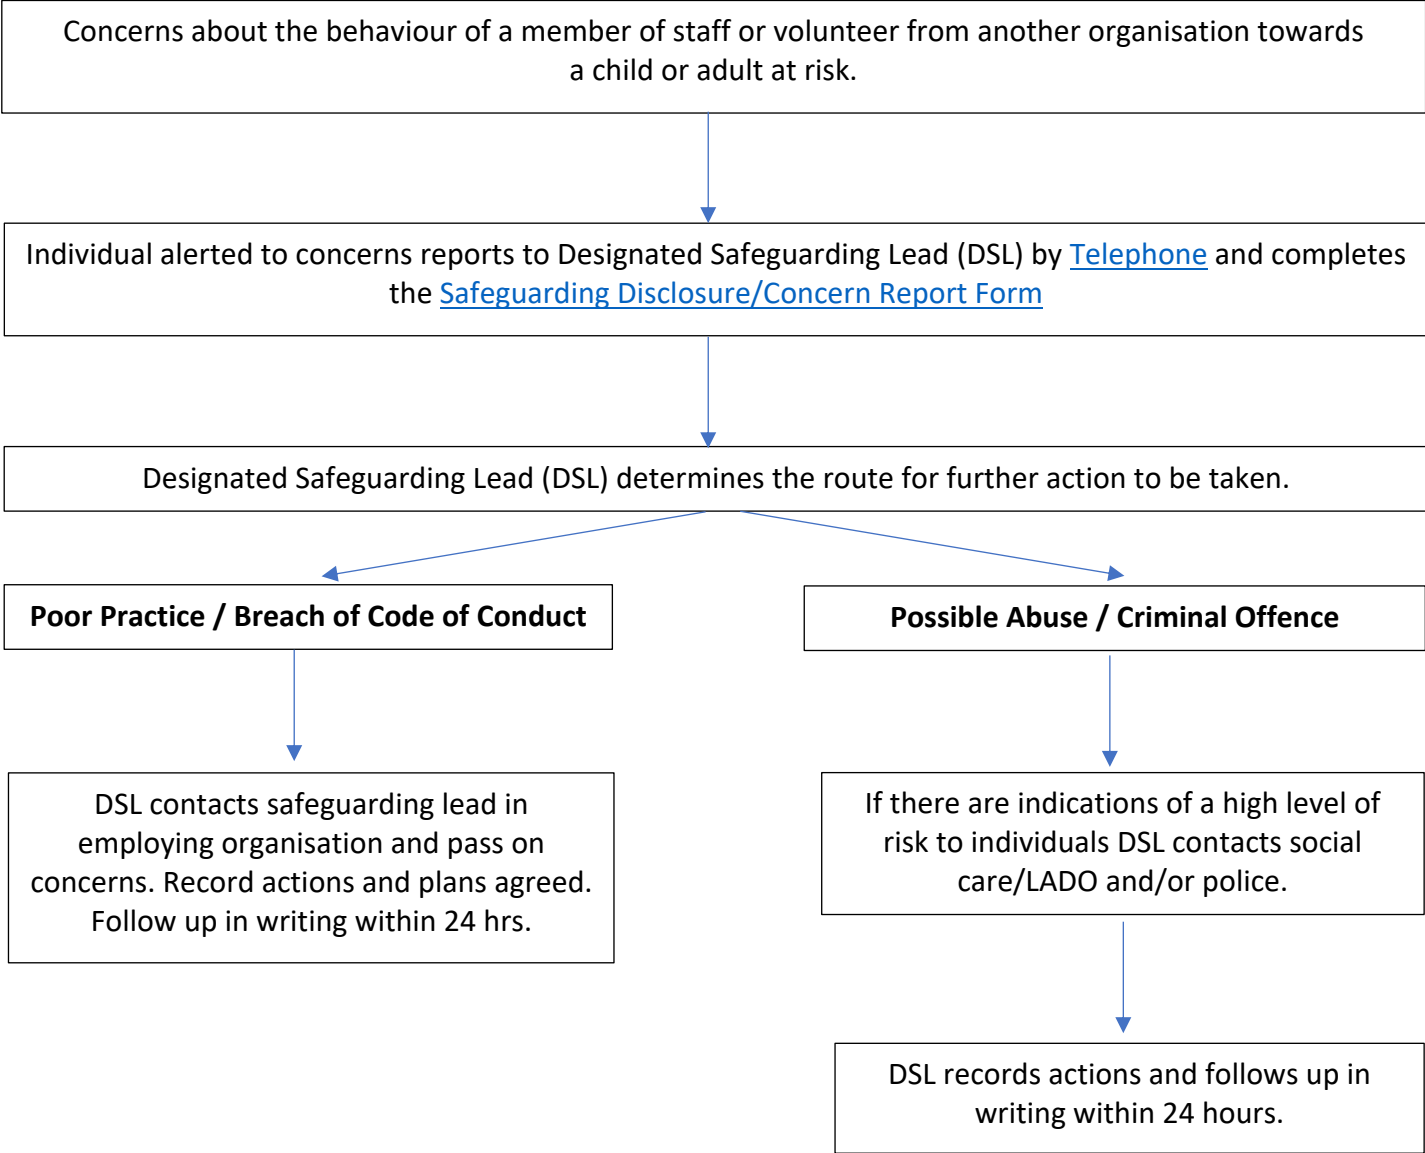 Concerns about the behaviour of a member of staff or volunteer from another organisation towards
a child or adult at risk.
Individual alerted to concerns reports to Designated Safeguarding Lead (DSL) by Telephone and completes
the Safeguarding Disclosure/Concern Report Form
Designated Safeguarding Lead (DSL) determines the route for further action to be taken.
Poor Practice / Breach of Code of Conduct
DSL contacts safeguarding lead in
employing organisation and pass on
concerns. Record actions and plans agreed.
Follow up in writing within 24 hrs.
Possible Abuse / Criminal Offence
If there are indications of a high level of
risk to individuals DSL contacts social
care/LADO and/or police.
DSL records actions and follows up in
writing within 24 hours.